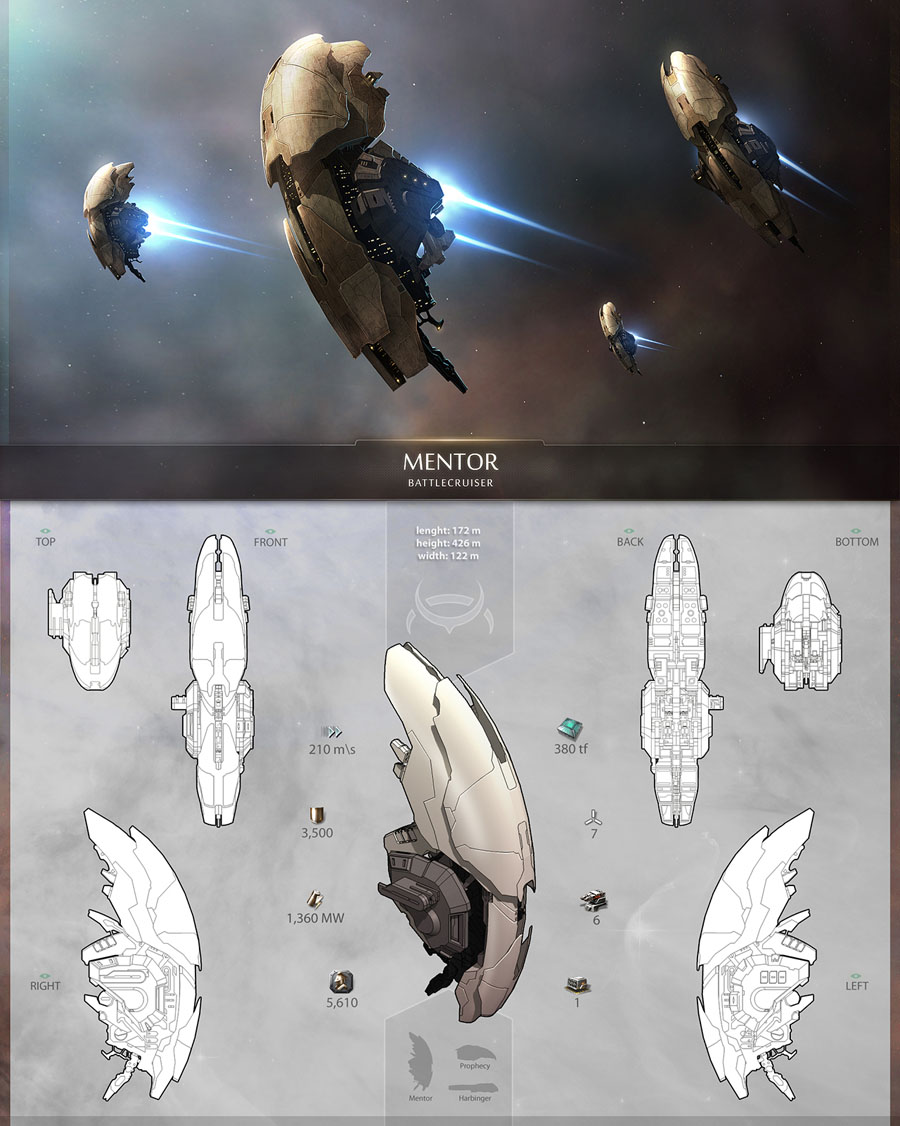 MENTOR
BATTLECRUISER
lenght: 172 m
height: 426 m
width: 122 m
TOP
FRONT
BACK
BOTTOM
210 m\s
380 tf
3,500
7
1,360 MW
6
RIGHT
LEFT
5,610
1
Prophecy
Mentor
Harbinger